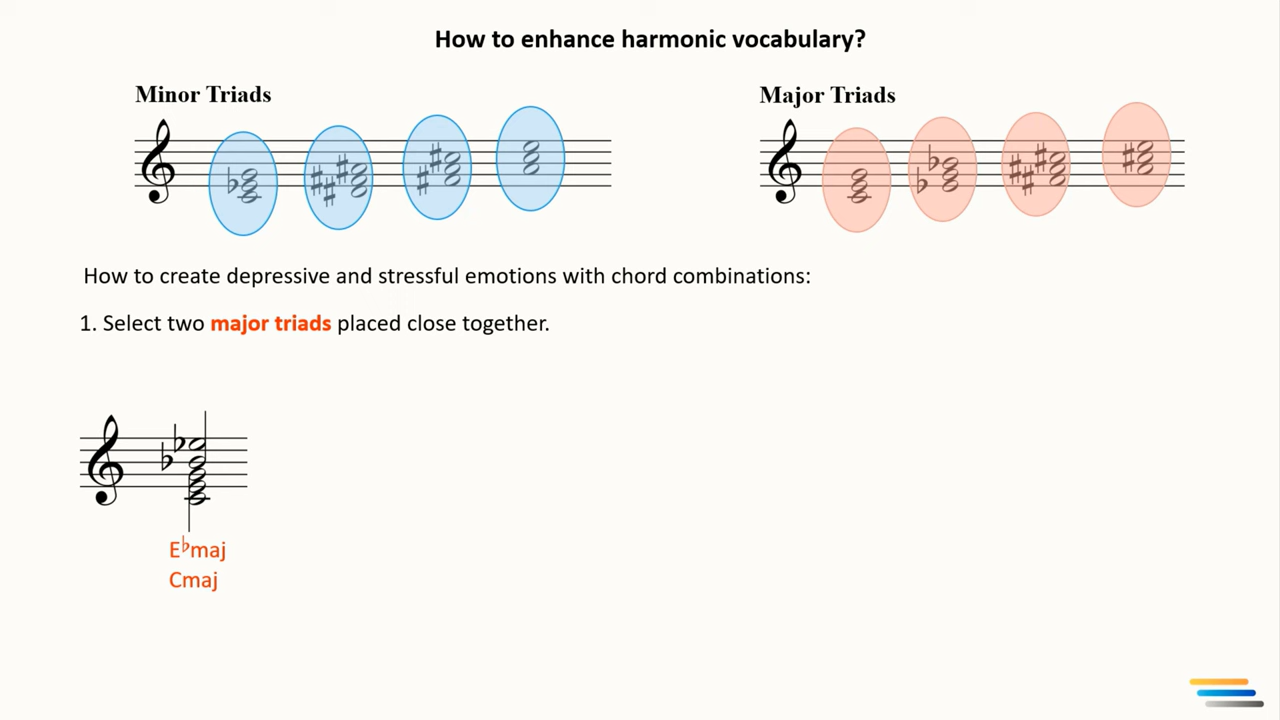 How to enhance harmonic vocabulary?
Minor Triads
Major Triads
How to create depressive and stressful emotions with chord combinations:
1. Select two major triads placed close together.
E♭maj
Cmaj